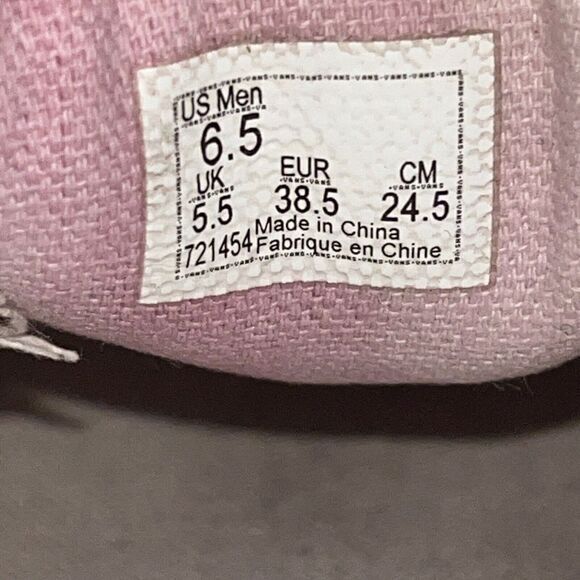 US Men
6.5
UK EUR CM
5.5 38.5 24.5
Made in China
721454 Fabrique en Chine